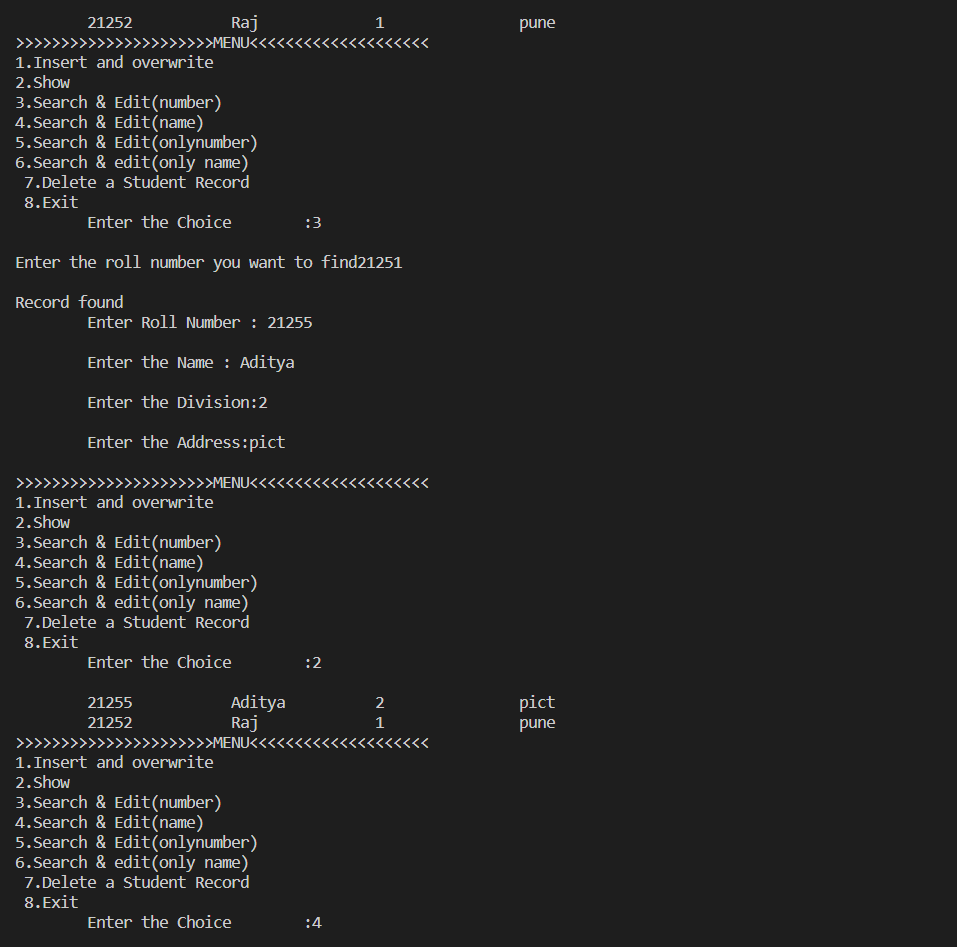 21252 Raj 1 pune
>>>>>>>>>>>>>>>>>>>>>>MENU<<<<<<<<<<<<<<<<<<<<
1.Insert and overwrite
2.Show
3.Search & Edit(number)
4.Search & Edit(name)
5.Search & Edit(onlynumber)
6.Search & edit(only name)
7.Delete a Student Record
8.Exit
Enter the Choice :3
Enter the roll number you want to find21251
Record found
Enter Roll Number : 21255
Enter the Name : Aditya
Enter the Division:2
Enter the Address:pict
>>>>>>>>>>>>>>>>>>>>>>MENU<<<<<<<<<<<<<<<<<<<<
1.Insert and overwrite
2.Show
3.Search & Edit(number)
4.Search & Edit(name)
5.Search & Edit(onlynumber)
6.Search & edit(only name)
7.Delete a Student Record
8.Exit
Enter the Choice :2
21255 Aditya 2 pict
21252 Raj 1 pune
>>>>>>>>>>>>>>>>>>>>>>MENU<<<<<<<<<<<<<<<<<<<<
1.Insert and overwrite
2.Show
3.Search & Edit(number)
4.Search & Edit(name)
5.Search & Edit(onlynumber)
6.Search & edit(only name)
7.Delete a Student Record
8.Exit
Enter the Choice :4